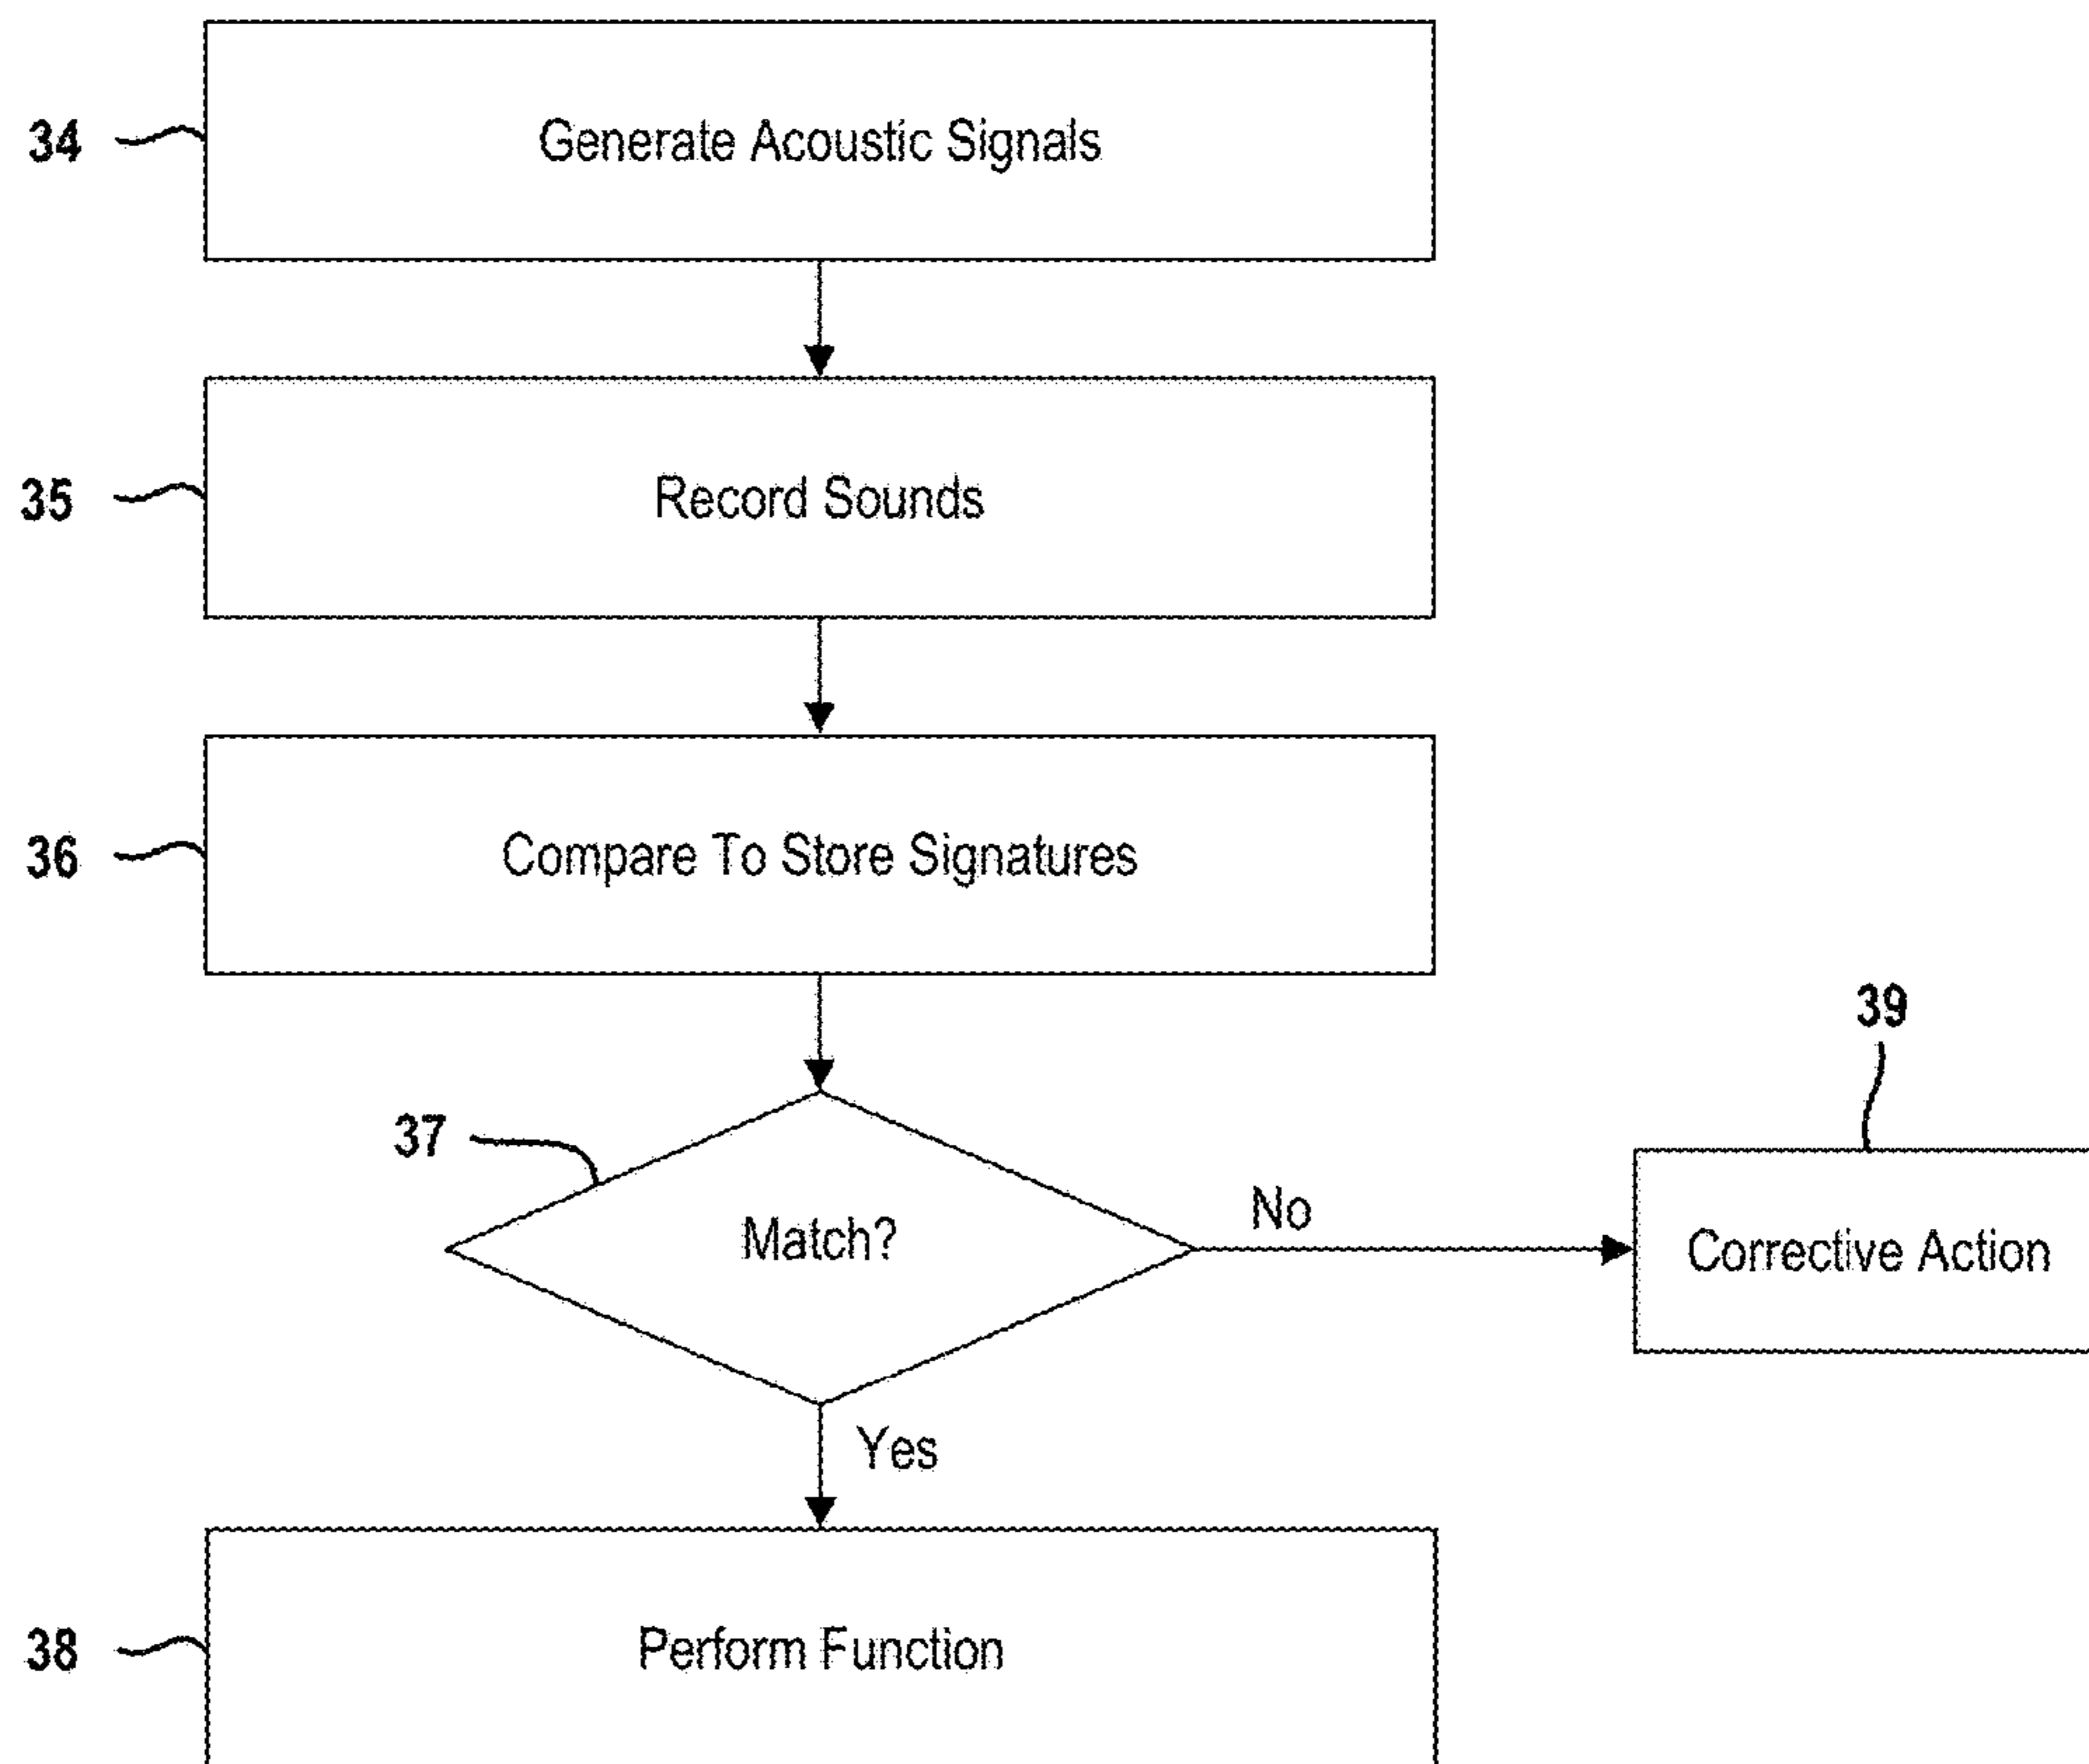 34
Generate Acoustic Signals
35
Record Sounds
36
Compare To Store Signatures
39
37
Match?
No
Corrective Action
Yes
38
Perform Function